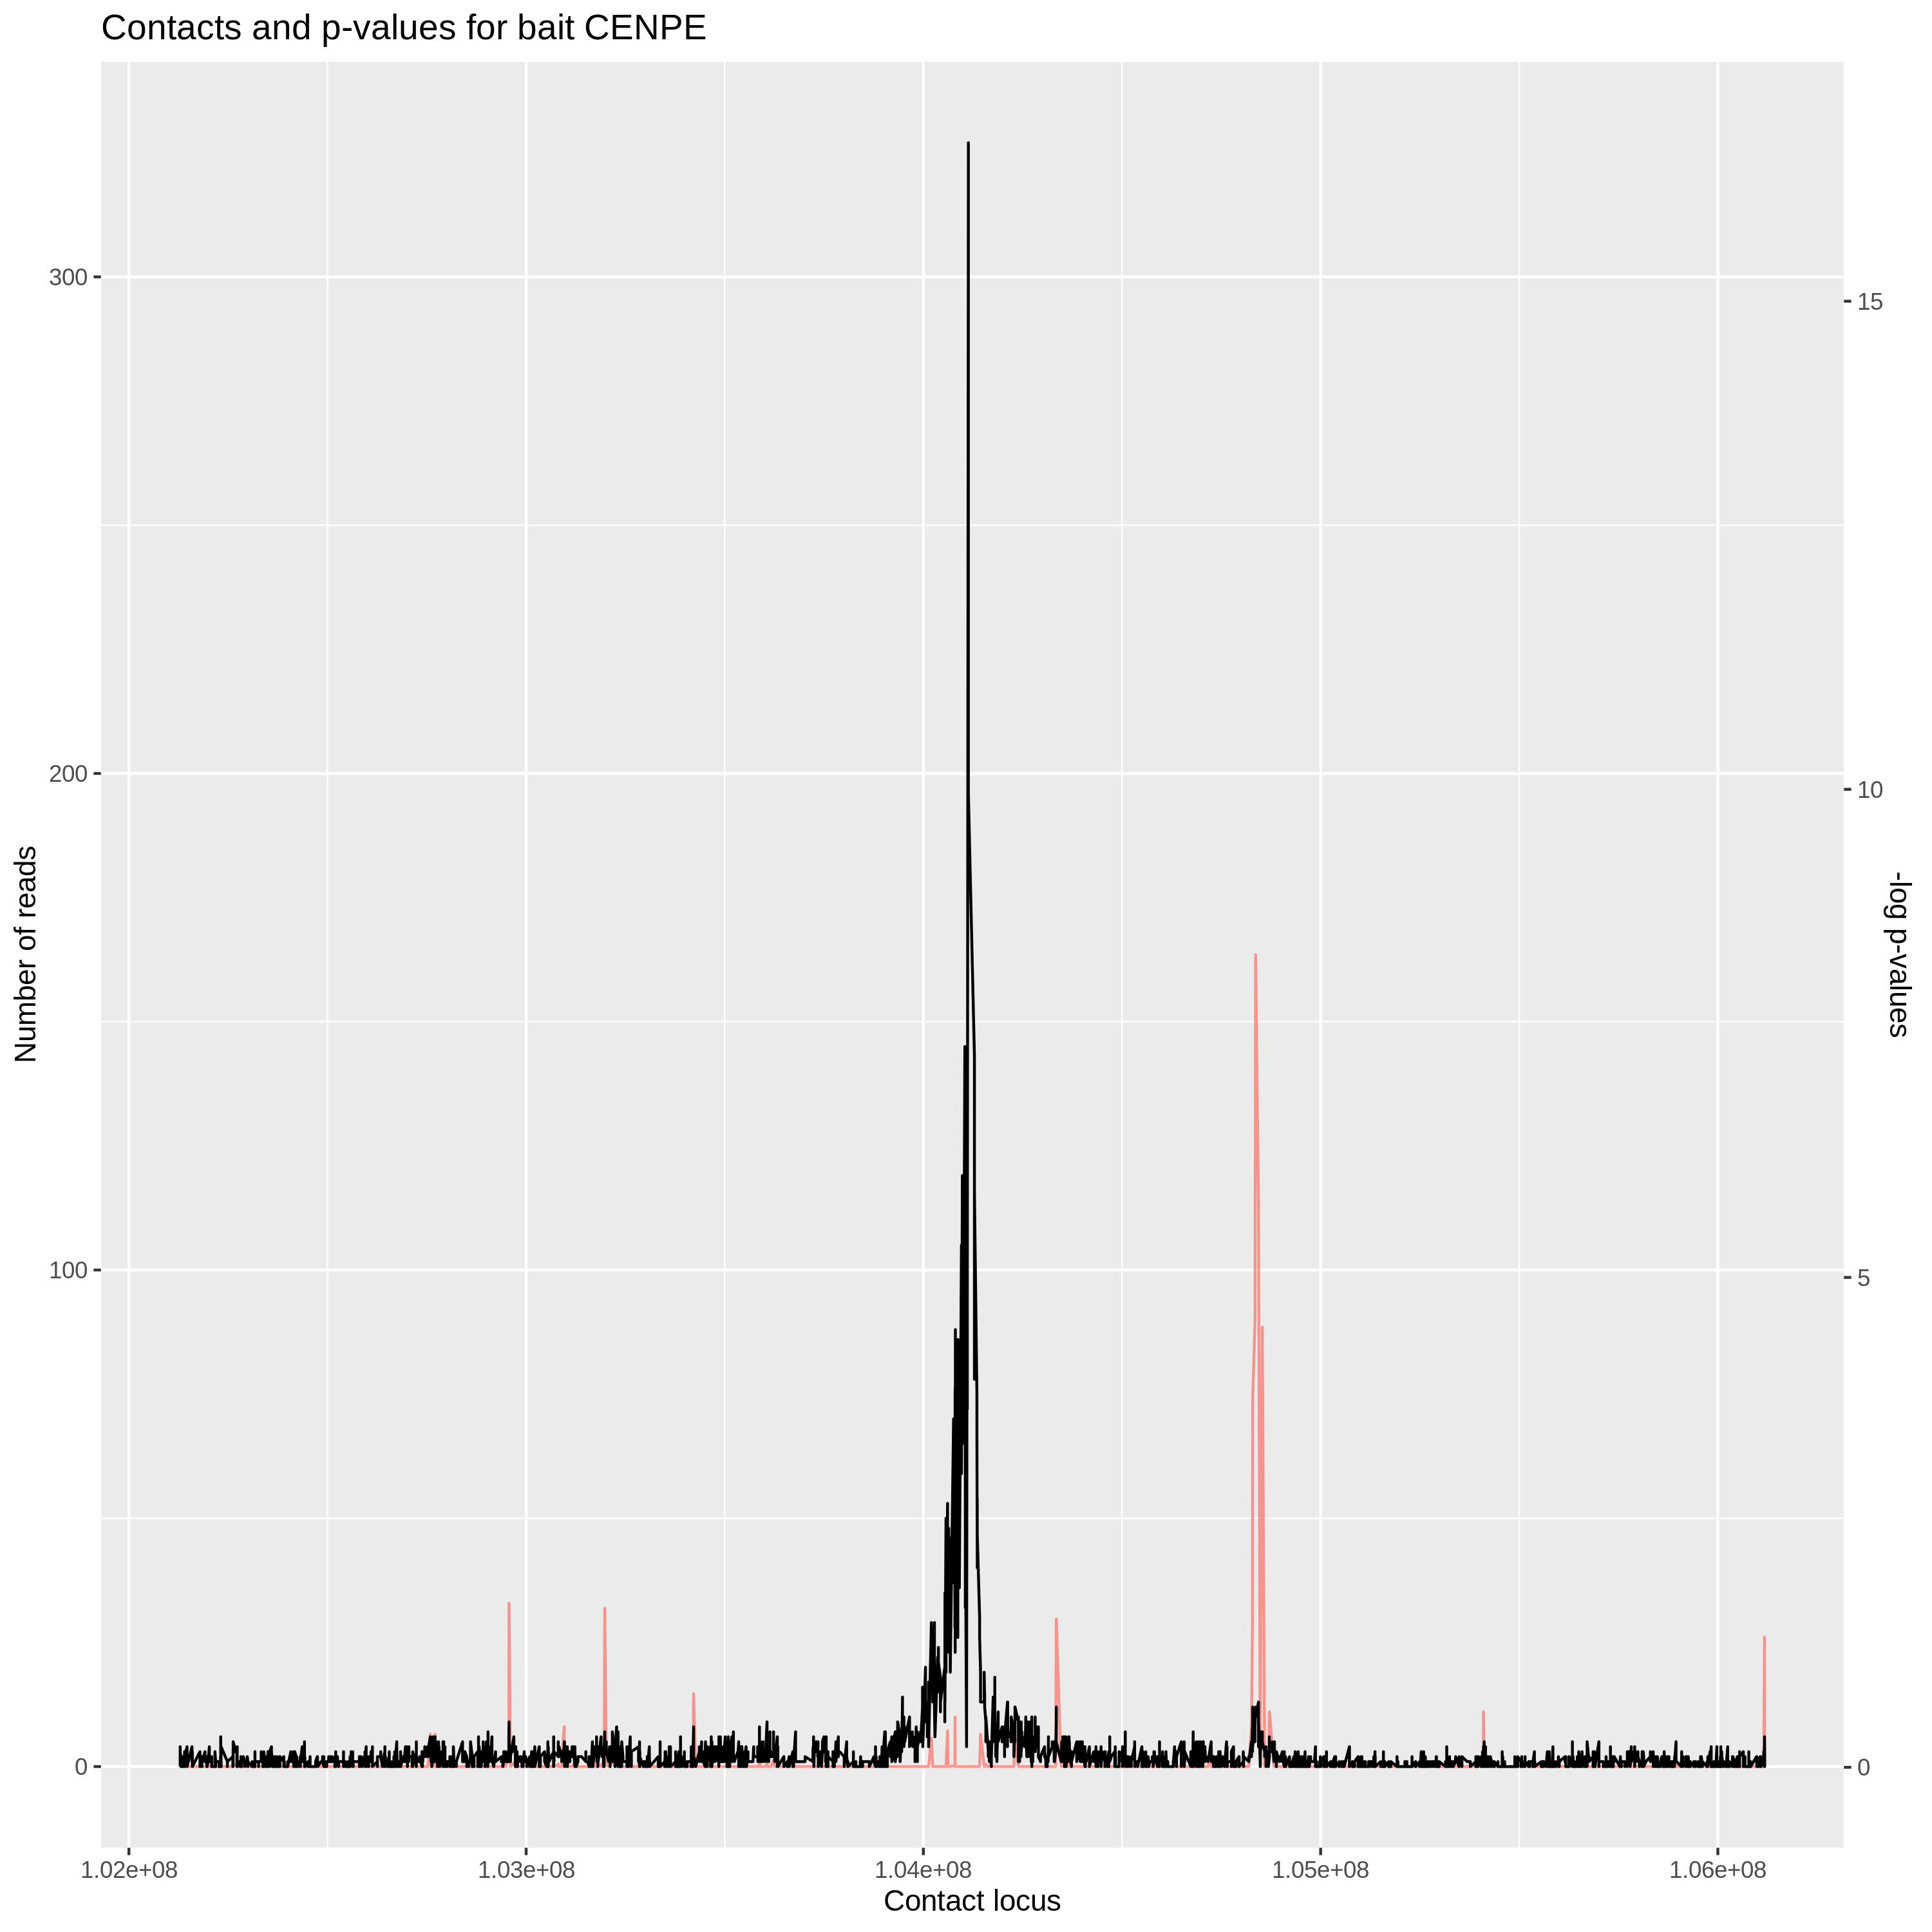 Contacts and p-values for bait CENPE
Number of reads
300
200
100
0
15
10
5
0
-log p-values
1.02e+08
1.03e+08
1.04e+08
1.05e+08
1.06e+08
Contact locus